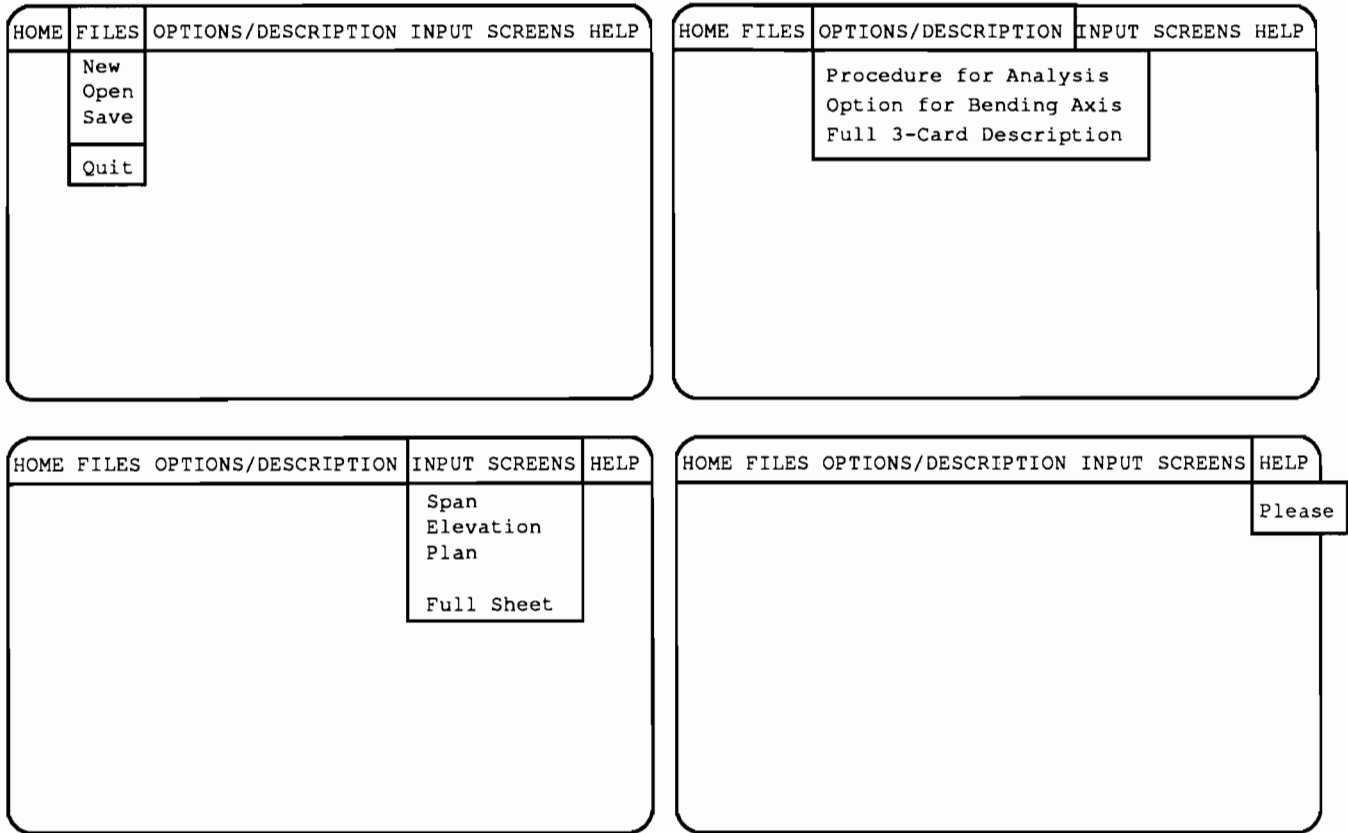 HOME FILES OPTIONS/DESCRIPTION INPUT SCREENS HELP
New
Open
Save
Quit
HOME FILES OPTIONS/DESCRIPTION INPUT SCREENS HELP
Procedure for Analysis
Option for Bending Axis
Full 3-Card Description
HOME FILES OPTIONS/DESCRIPTION INPUT SCREENS HELP
Span
Elevation
Plan
Full Sheet
HOME FILES OPTIONS/DESCRIPTION INPUT SCREENS HELP
Please